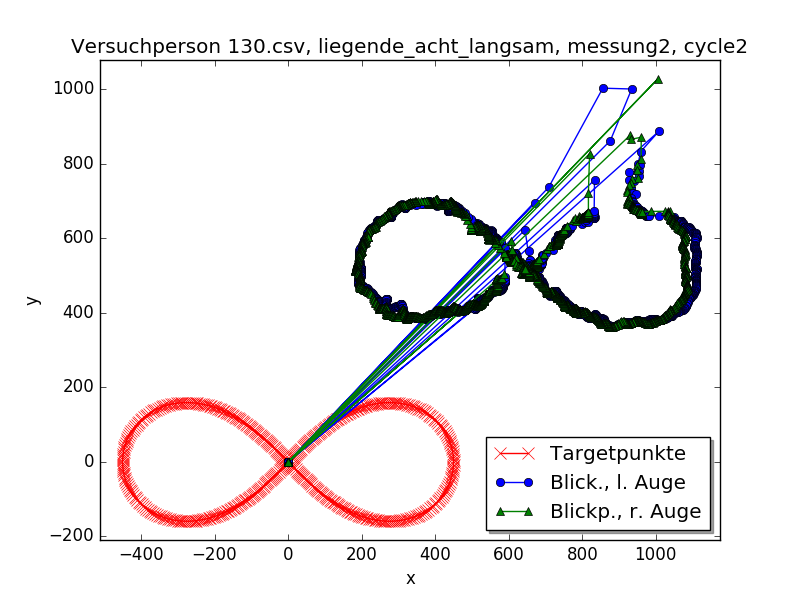 Versuchperson 130.csv, liegende_acht_langsam, messung2, cycle2
1000
800
600
400
200
0
−200
y
−400 −200 0 200 400 600 800 1000
x
Targetpunkte
Blick., l. Auge
Blickp., r. Auge